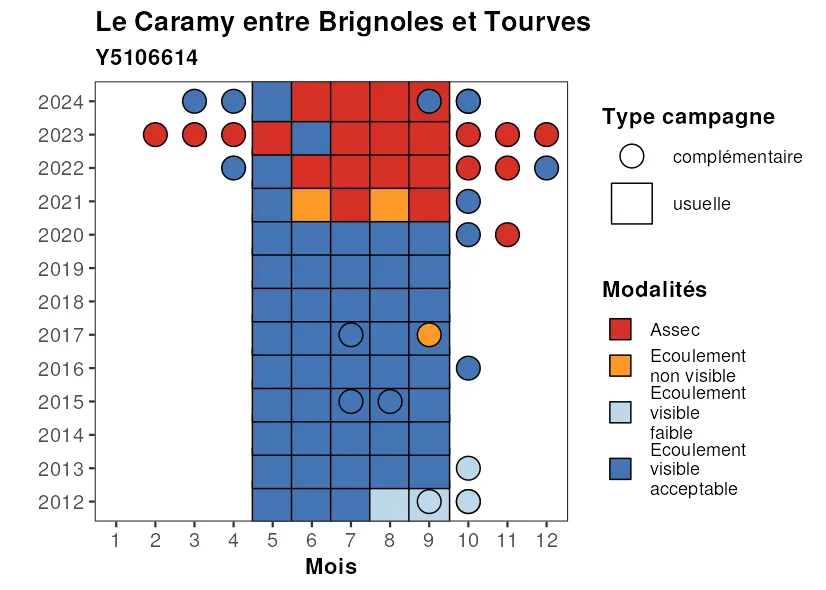 Le Caramy entre Brignoles et Tourves
Y5106614
2024
2023
2022
2021
2020
2019
2018
2017
2016
2015
2014
2013
2012
1 2 3 4 5 6 7 8 9 10 11 12
Mois
Type campagne
complémentaire
usuelle
Modalités
Assec
Ecoulement
non visible
Ecoulement
visible
faible
Ecoulement
visible
acceptable